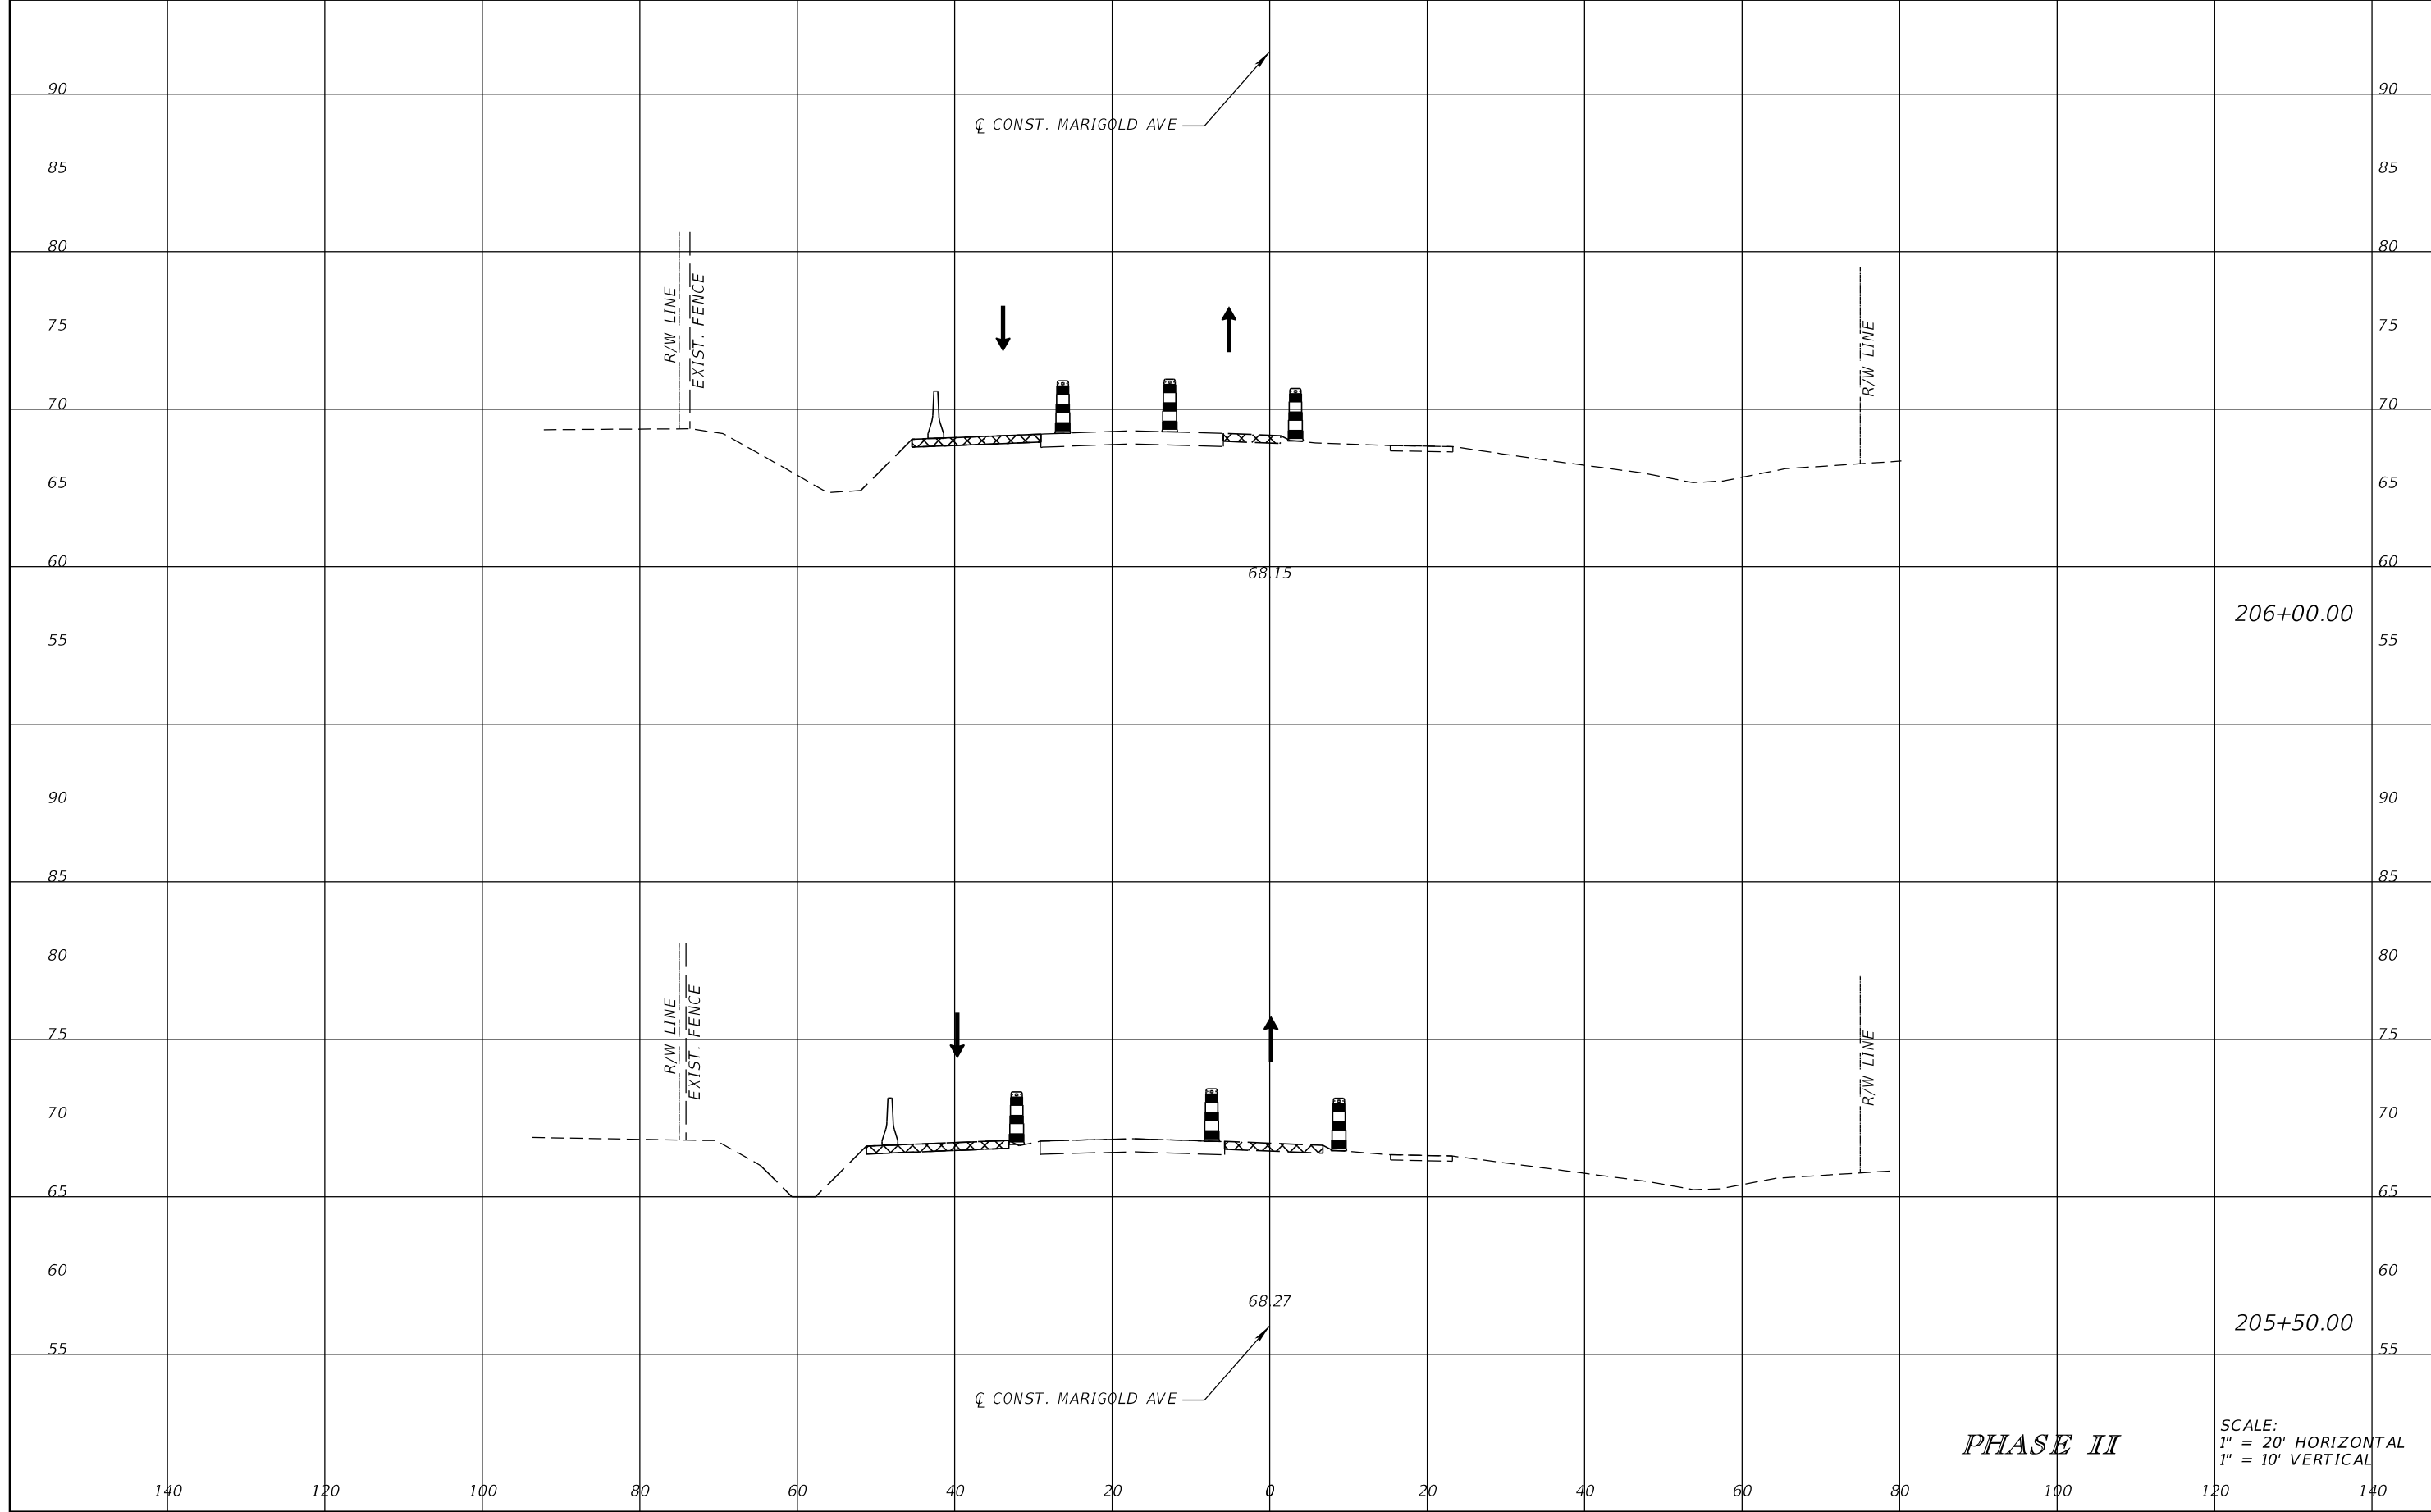 90 90
℄ CONST. MARIGOLD AVE
85 85
80 80
R/W LINE
EXIST. FENCE
R/W LINE
75 75
70 70
65 65
60 60
68.15
206+00.00
55 55
90 90
85 85
80 80
R/W LINE
EXIST. FENCE
R/W LINE
75 75
70 70
65 65
60 60
68.27
205+50.00
55 55
℄ CONST. MARIGOLD AVE
PHASE II
SCALE:
1" = 20' HORIZONTAL
1" = 10' VERTICAL
140 120 100 80 60 40 20 0 20 40 60 80 100 120 140